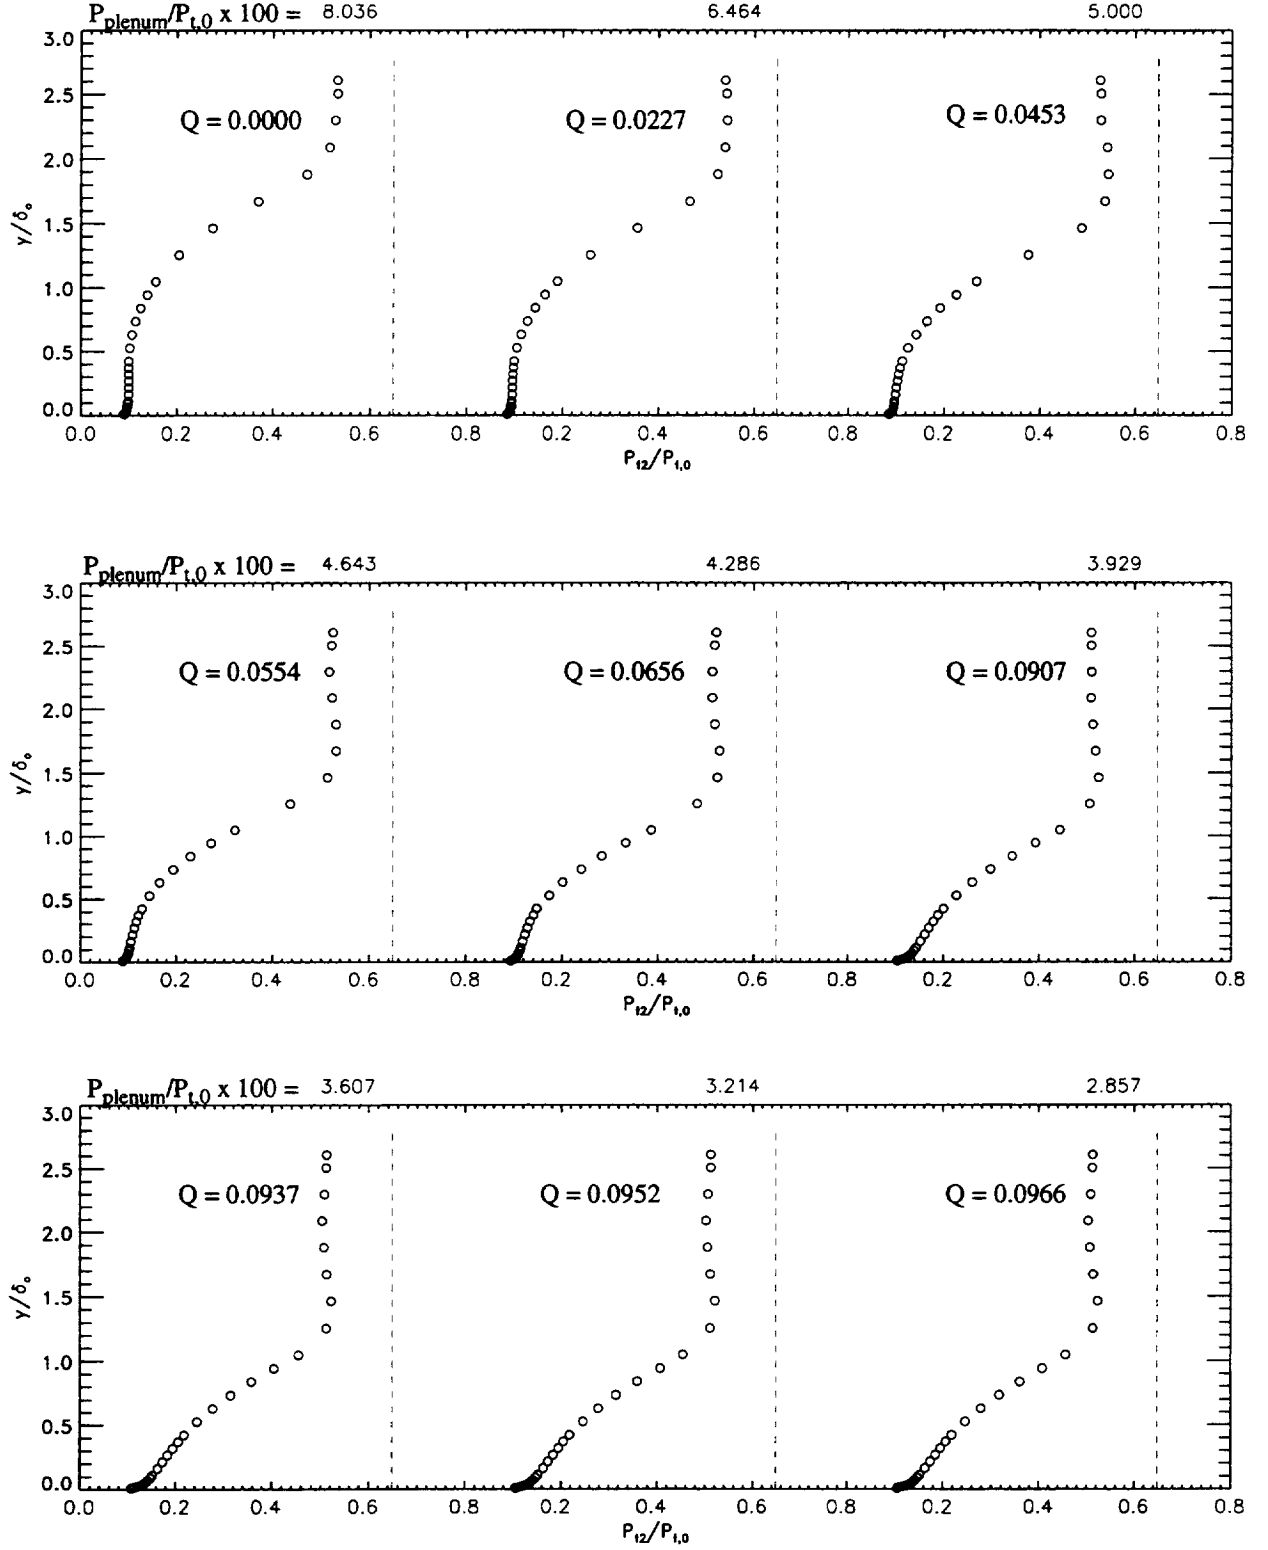 P_plenum/P_t,0 x 100 = 8.036 6.464 5.000
3.0
2.5
2.0
1.5
1.0
0.5
0.0
y/δ_o
Q = 0.0000
Q = 0.0227
Q = 0.0453
0.0 0.2 0.4 0.8 0.2 0.4 0.8 0.2 0.4 0.6 0.8
P_t2/P_t,0
P_plenum/P_t,0 x 100 = 4.643 4.286 3.929
3.0
2.5
2.0
1.5
1.0
0.5
0.0
y/δ_o
Q = 0.0554
Q = 0.0656
Q = 0.0907
0.0 0.2 0.4 0.8 0.2 0.4 0.8 0.2 0.4 0.6 0.8
P_t2/P_t,0
P_plenum/P_t,0 x 100 = 3.607 3.214 2.857
3.0
2.5
2.0
1.5
1.0
0.5
0.0
y/δ_o
Q = 0.0937
Q = 0.0952
Q = 0.0966
0.0 0.2 0.4 0.6 0.8 0.2 0.4 0.6 0.8 0.2 0.4 0.6 0.8
P_t2/P_t,0